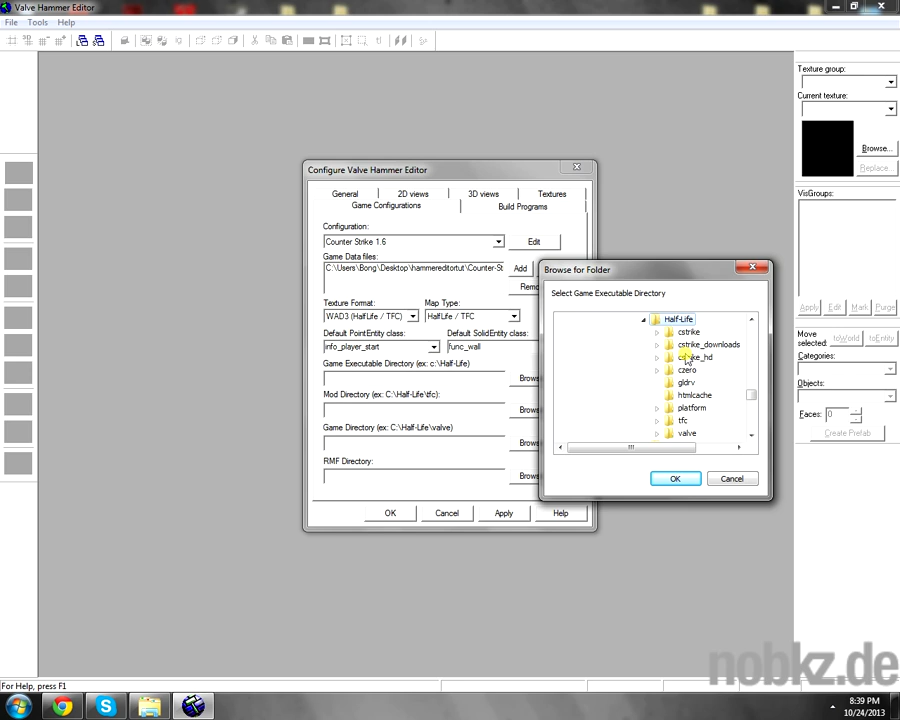 Valve Hammer Editor
File Tools Help
Texture group:
Current texture:
Browse...
Replace...
VisGroups:
Apply Edit Mark Purge
Move selected: toWorld toEntity
Categories:
Objects:
Faces: 0
Create Prefab
Configure Valve Hammer Editor
General 2D views 3D views Textures
Game Configurations Build Programs
Configuration:
Counter Strike 1.6 Edit
Game Data files:
C:\Users\Bong\Desktop\hammereditortut\Counter-St Add
Remo
Texture Format: Map Type:
WAD3 (HalfLife / TFC) HalfLife / TFC
Default PointEntity class: Default SolidEntity class:
info_player_start func_wall
Game Executable Directory (ex: c:\Half-Life)
Brows
Mod Directory (ex: C:\Half-Life\tfc)
Brows
Game Directory (ex: C:\Half-Life\valve)
Brows
RMF Directory:
Brows
OK Cancel Apply Help
Browse for Folder
Select Game Executable Directory
Half-Life
cstrike
cstrike_downloads
cstrike_hd
czero
gldrv
htmlcache
platform
tfc
valve
OK Cancel
nobkz.de
For Help, press F1
8:39 PM
10/24/2013